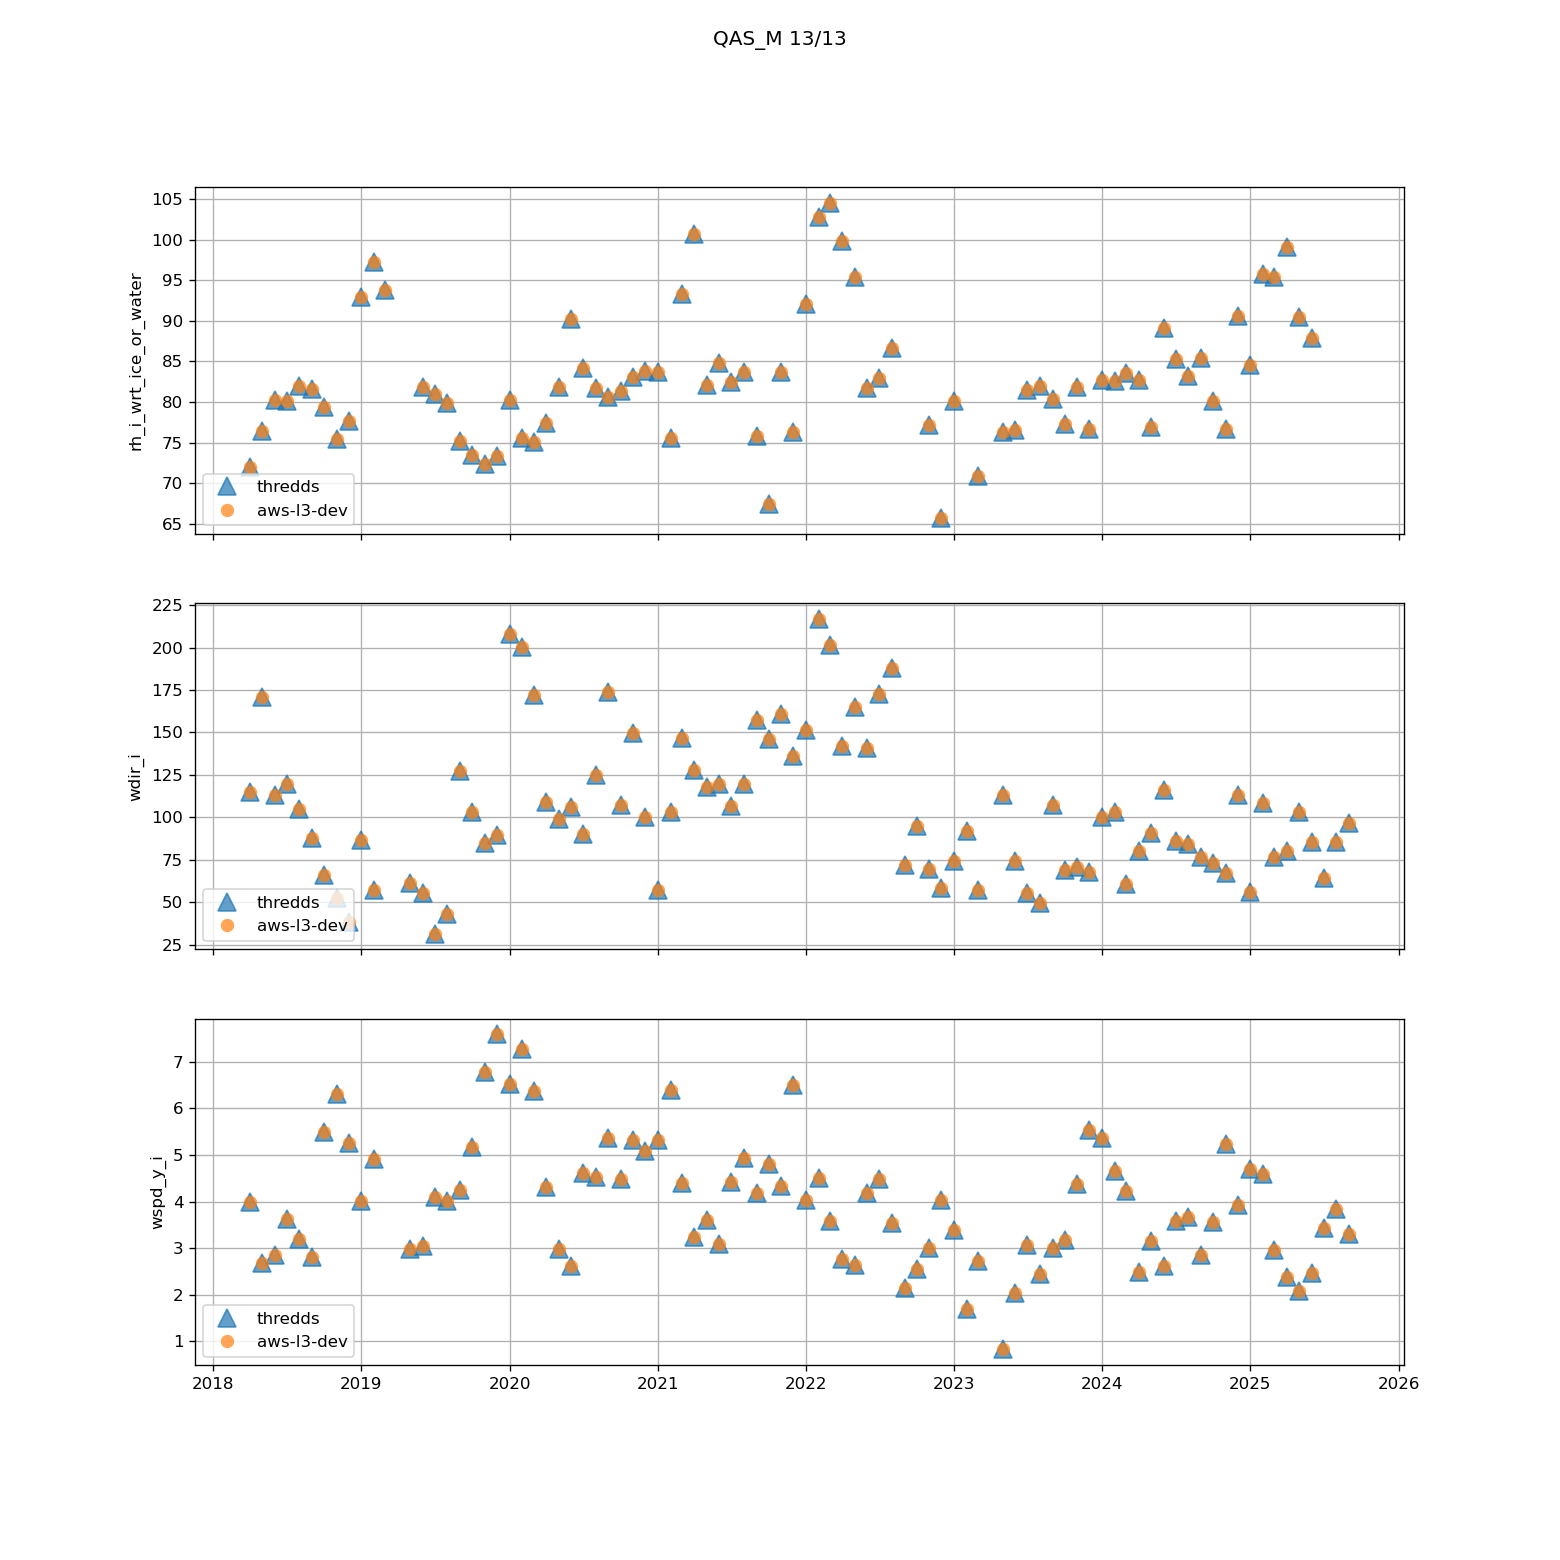 QAS_M 13/13
rh_i_wrt_ice_or_water
105
100
95
90
85
80
75
70
65
thredds
aws-l3-dev
wdir_i
225
200
175
150
125
100
75
50
25
thredds
aws-l3-dev
wspd_y_i
7
6
5
4
3
2
1
thredds
aws-l3-dev
2018 2019 2020 2021 2022 2023 2024 2025 2026